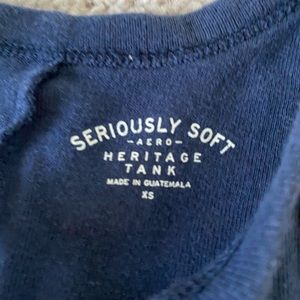 SERIOUSLY SOFT
-AERO-
HERITAGE
TANK
MADE IN GUATEMALA
XS